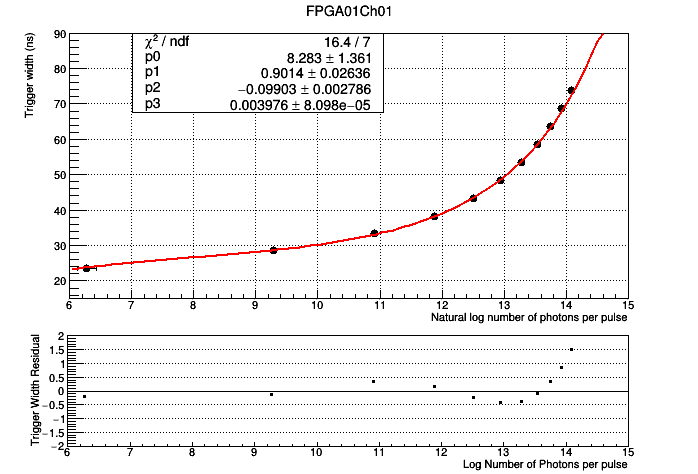 FPGA01Ch01
χ² / ndf 16.4 / 7
p0 8.283 ± 1.361
p1 0.9014 ± 0.02636
p2 −0.09903 ± 0.002786
p3 0.003976 ± 8.098e−05
Trigger width (ns)
90
80
70
60
50
40
30
20
6 7 8 9 10 11 12 13 14 15
Natural log number of photons per pulse
Trigger Width Residual
2
1.5
1
0.5
0
−0.5
−1
−1.5
−2
6 7 8 9 10 11 12 13 14 15
Log Number of Photons per pulse